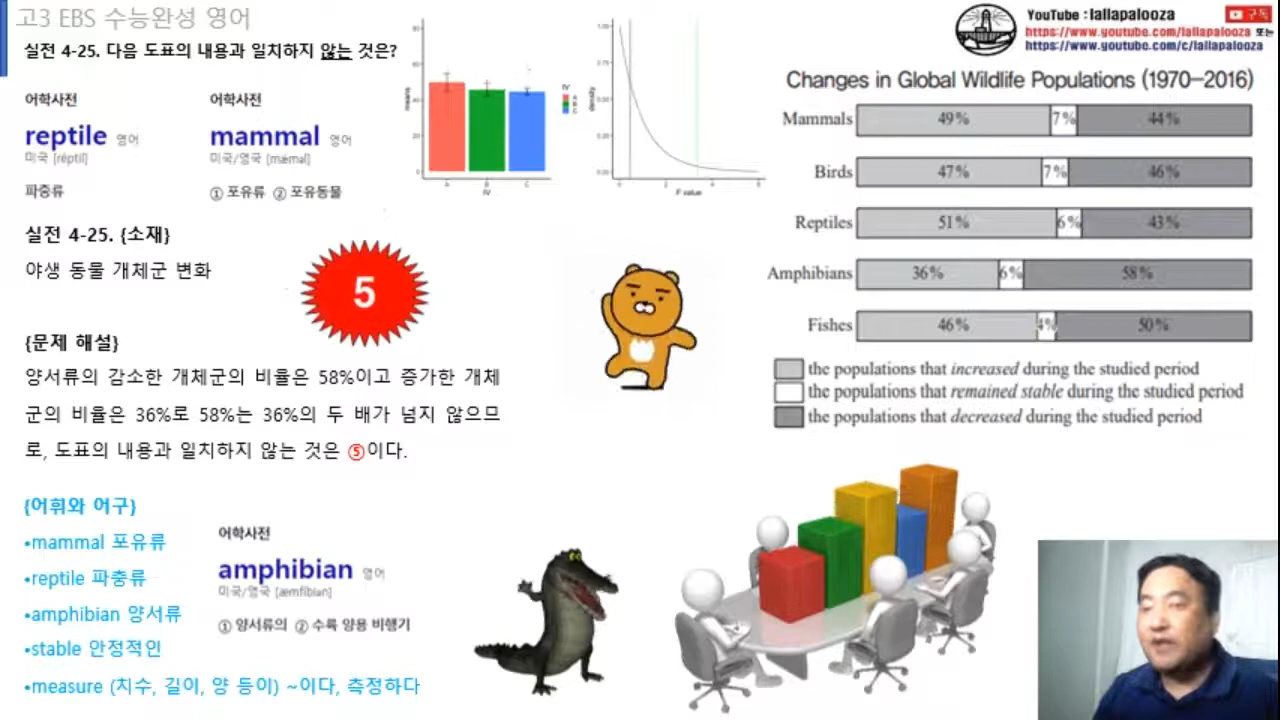 고3 EBS 수능완성 영어
실전 4-25. 다음 도표의 내용과 일치하지 않는 것은?
어학사전
reptile 영어
미국 [réptil]
파충류
어학사전
mammal 영어
미국/영국 [mæməl]
① 포유류 ② 포유동물
means
IV
A
B
C
IV
A
B
C
density
F value
YouTube : lallapalooza
구독
https://www.youtube.com/lallapalooza 또는
https://www.youtube.com/c/lallapalooza
Changes in Global Wildlife Populations (1970−2016)
Mammals 49% 7% 44%
Birds 47% 7% 46%
Reptiles 51% 6% 43%
Amphibians 36% 6% 58%
Fishes 46% 4% 50%
the populations that increased during the studied period
the populations that remained stable during the studied period
the populations that decreased during the studied period
실전 4-25. {소재}
야생 동물 개체군 변화
5
{문제 해설}
양서류의 감소한 개체군의 비율은 58%이고 증가한 개체
군의 비율은 36%로 58%는 36%의 두 배가 넘지 않으므
로, 도표의 내용과 일치하지 않는 것은 ⑤이다.
{어휘와 어구}
•mammal 포유류
•reptile 파충류
•amphibian 양서류
•stable 안정적인
•measure (치수, 길이, 양 등이) ~이다, 측정하다
어학사전
amphibian 영어
미국/영국 [æmfíbiən]
① 양서류의 ② 수륙 양용 비행기